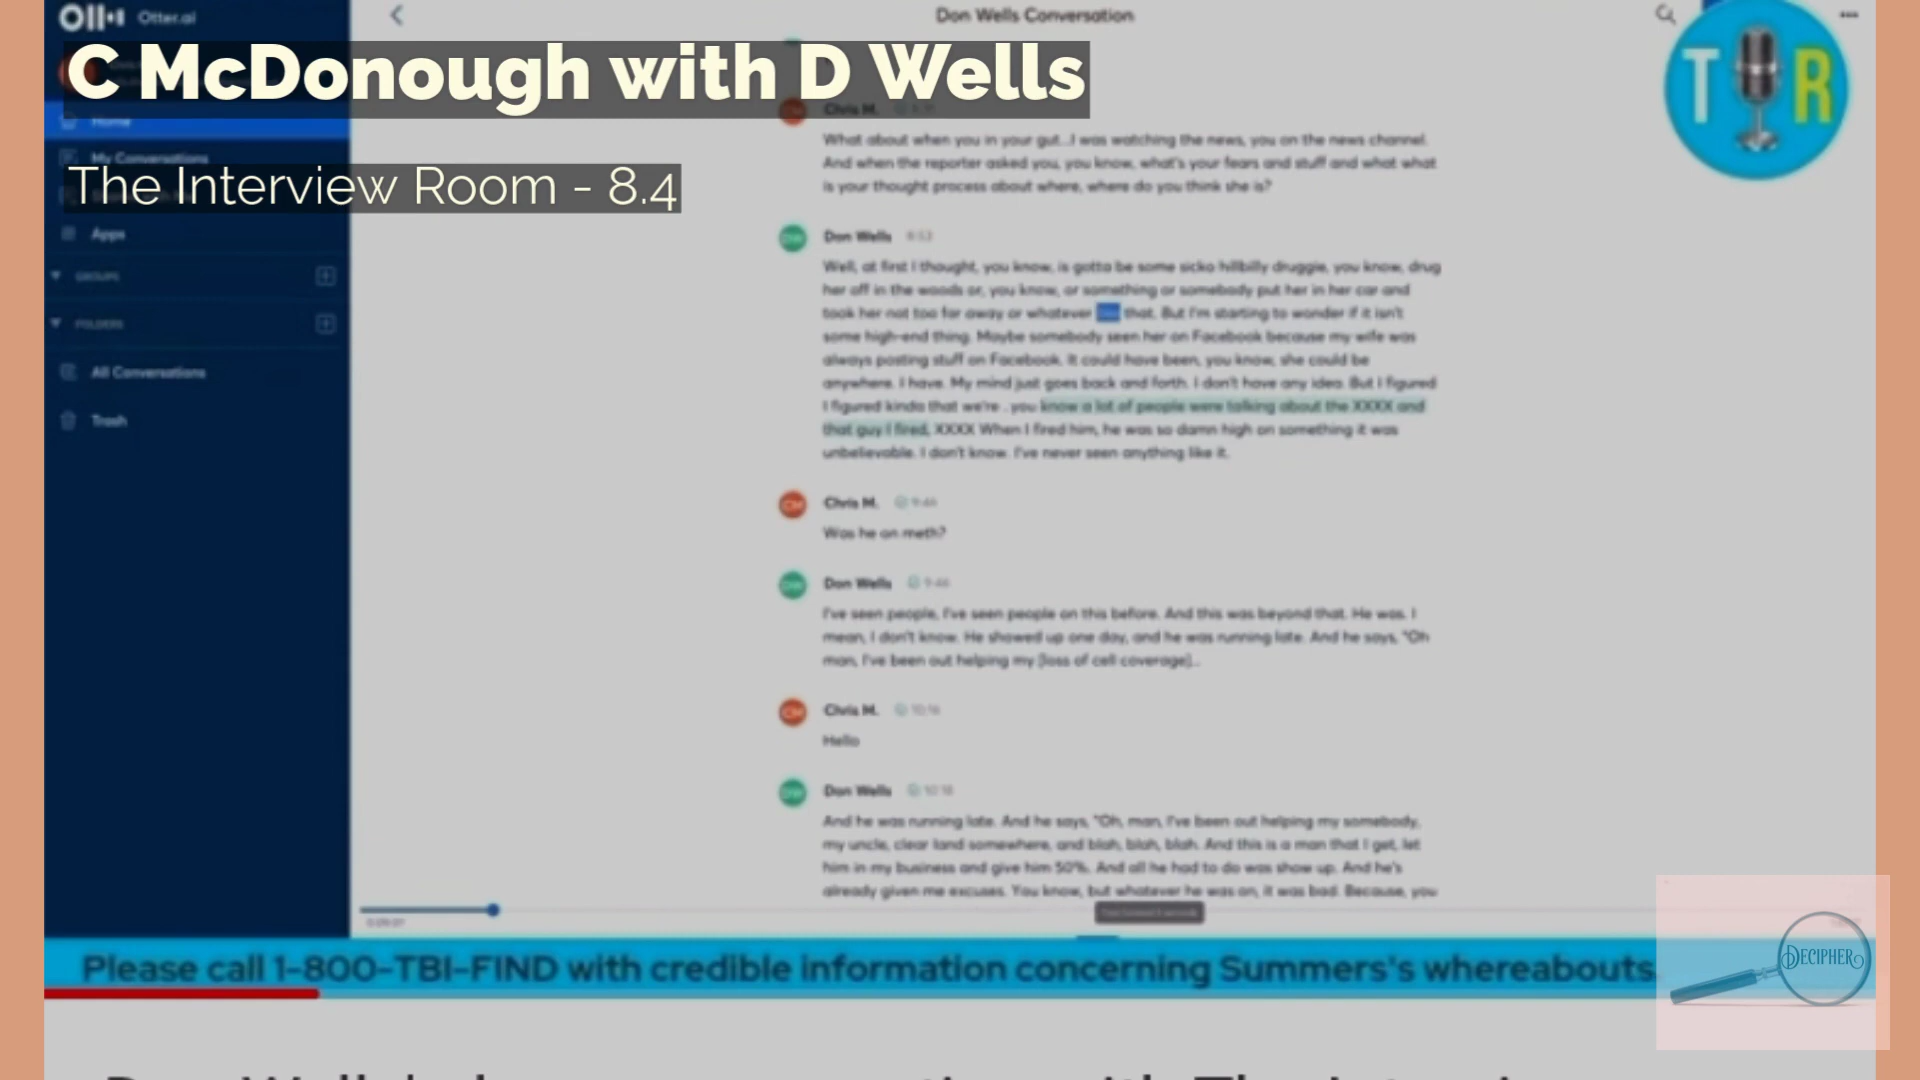 Otter.ai
Don Wells Conversation
C McDonough with D Wells
T R
The Interview Room - 8.4
Home
My Conversations
Apps
GROUPS
FOLDERS
All Conversations
Trash
Chris M.
What about when you in your gut...I was watching the news, you on the news channel.
And when the reporter asked you, you know, what's your fears and stuff and what what
is your thought process about where, where do you think she is?
Don Wells 8:53
Well, at first I thought, you know, is gotta be some sicko hillbilly druggie, you know, drug
her off in the woods or, you know, or something or somebody put her in her car and
took her not too far away or whatever that. But I'm starting to wonder if it isn't
some high-end thing. Maybe somebody seen her on Facebook because my wife was
always posting stuff on Facebook. It could have been, you know, she could be
anywhere. I have. My mind just goes back and forth. I don't have any idea. But I figured
I figured kinda that we're . you know a lot of people were talking about the XXXX and
that guy I fired, XXXX When I fired him, he was so damn high on something it was
unbelievable. I don't know. I've never seen anything like it.
Chris M. 9:44
Was he on meth?
Don Wells 9:46
I've seen people, I've seen people on this before. And this was beyond that. He was. I
mean, I don't know. He showed up one day, and he was running late. And he says, "Oh
man, I've been out helping my [loss of cell coverage]...
Chris M. 10:16
Hello
Don Wells 10:18
And he was running late. And he says, "Oh, man, I've been out helping my somebody,
my uncle, clear land somewhere, and blah, blah, blah. And this is a man that I get, let
him in my business and give him 50%. And all he had to do was show up. And he's
already given me excuses. You know, but whatever he was on, it was bad. Because, you
Please call 1-800-TBI-FIND with credible information concerning Summers's whereabouts.
DECIPHER